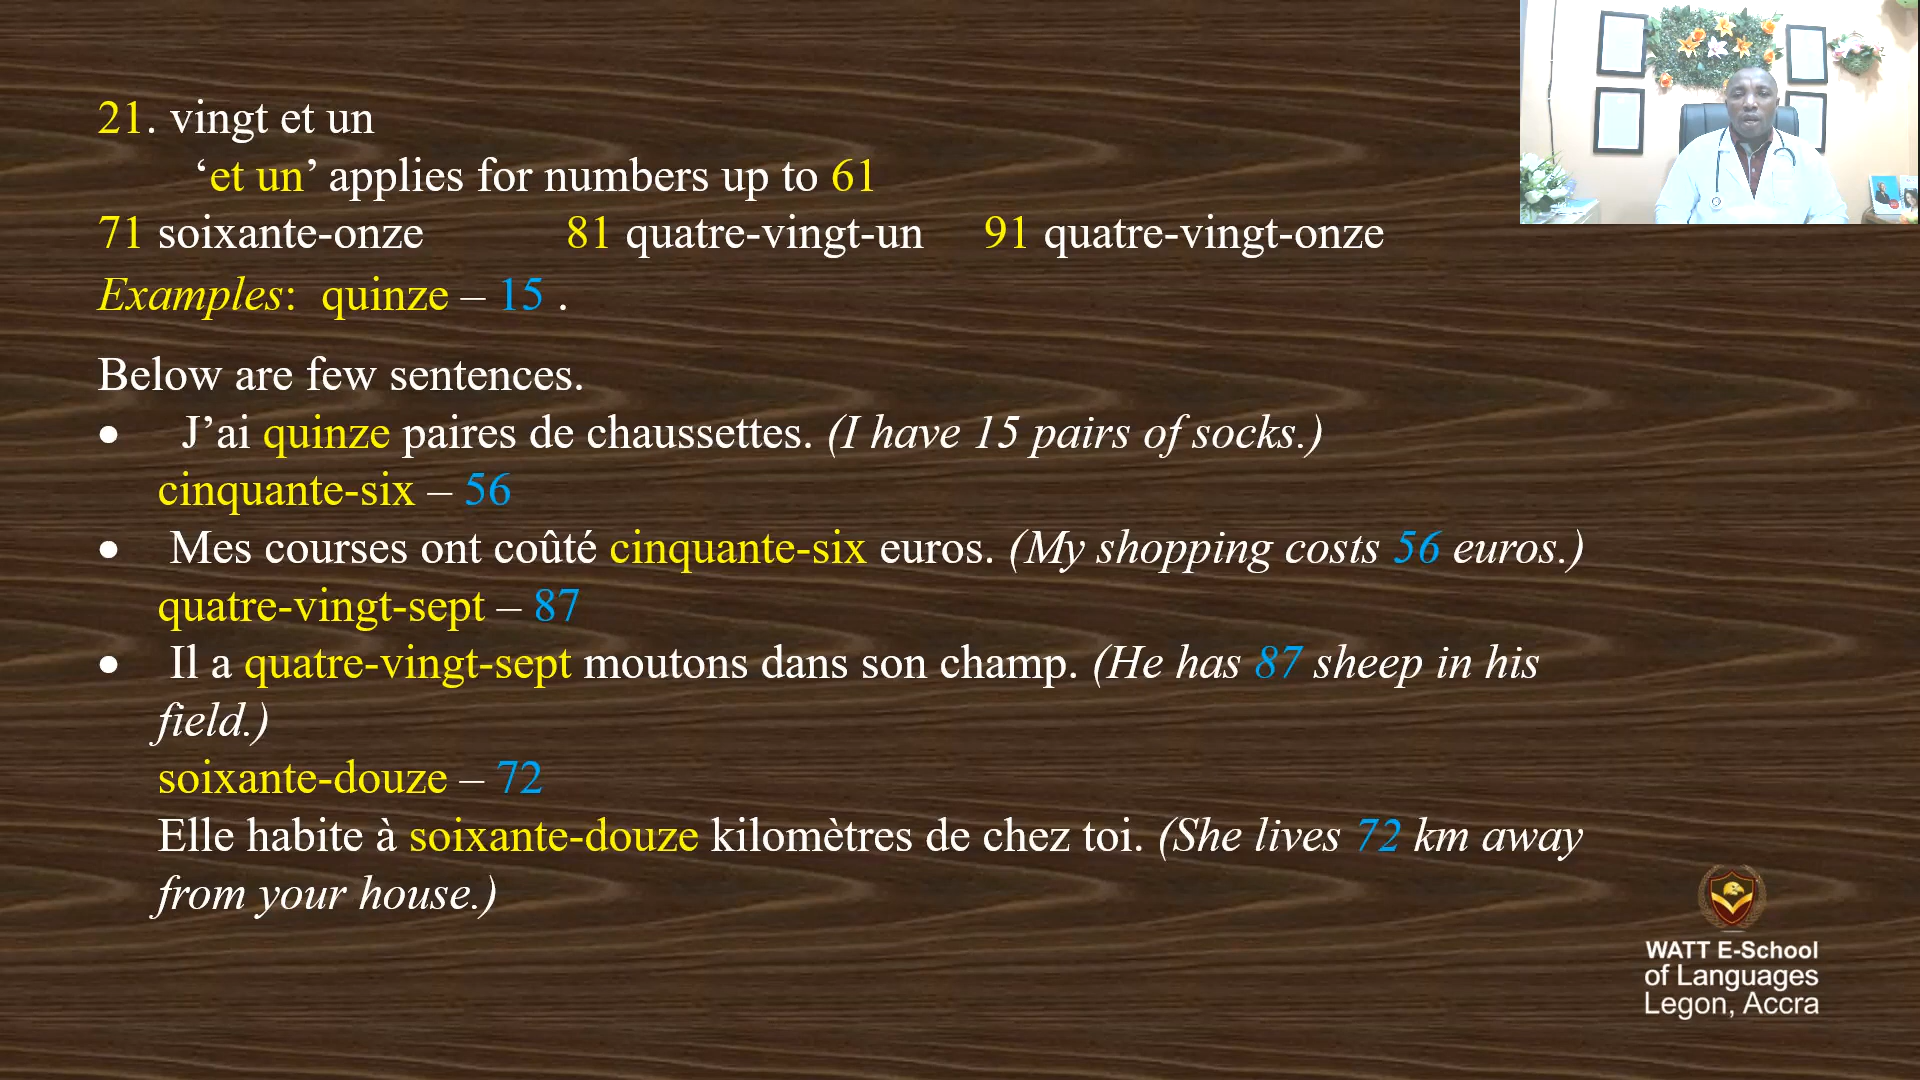 21. vingt et un
‘et un’ applies for numbers up to 61
71 soixante-onze 81 quatre-vingt-un 91 quatre-vingt-onze
Examples: quinze – 15 .
Below are few sentences.
• J’ai quinze paires de chaussettes. (I have 15 pairs of socks.)
cinquante-six – 56
• Mes courses ont coûté cinquante-six euros. (My shopping costs 56 euros.)
quatre-vingt-sept – 87
• Il a quatre-vingt-sept moutons dans son champ. (He has 87 sheep in his
field.)
soixante-douze – 72
Elle habite à soixante-douze kilomètres de chez toi. (She lives 72 km away
from your house.)
WATT E-School
of Languages
Legon, Accra